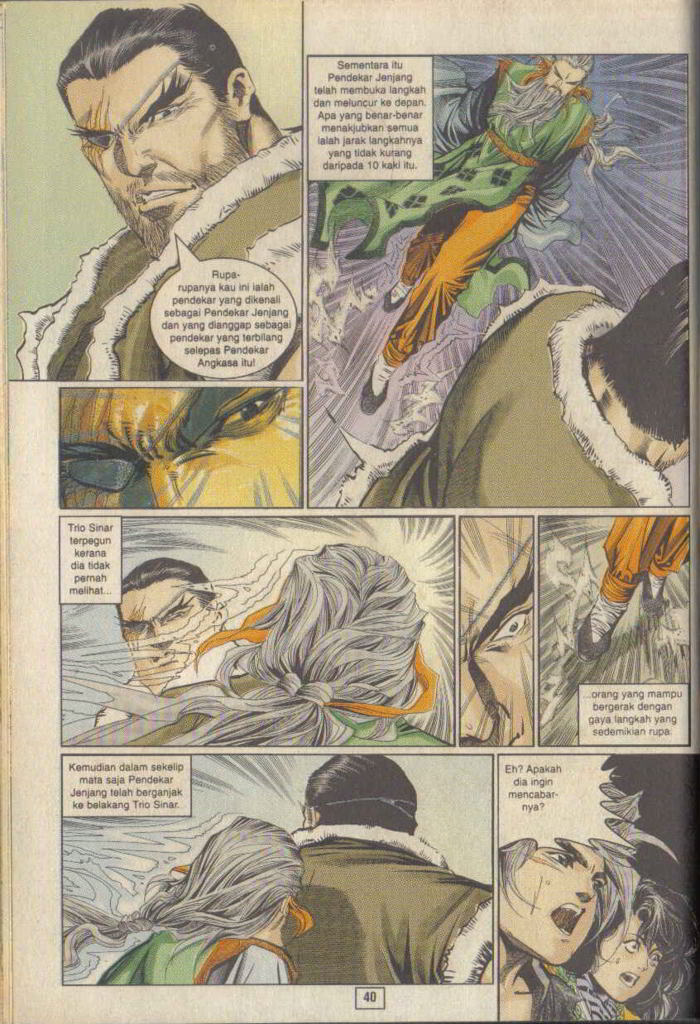 Rupa-
rupanya kau ini ialah
pendekar yang dikenali
sebagai Pendekar Jenjang
dan yang dianggap sebagai
pendekar yang terbilang
selepas Pendekar
Angkasa itu!
Sementara itu
Pendekar Jenjang
telah membuka langkah
dan meluncur ke depan.
Apa yang benar-benar
menakjubkan semua
ialah jarak langkahnya
yang tidak kurang
daripada 10 kaki itu.
Trio Sinar
terpegun
kerana
dia tidak
pernah
melihat...
...orang yang mampu
bergerak dengan
gaya langkah yang
sedemikian rupa.
Kemudian dalam sekelip
mata saja Pendekar
Jenjang telah berganjak
ke belakang Trio Sinar.
Eh? Apakah
dia ingin
mencabar-
nya?
40